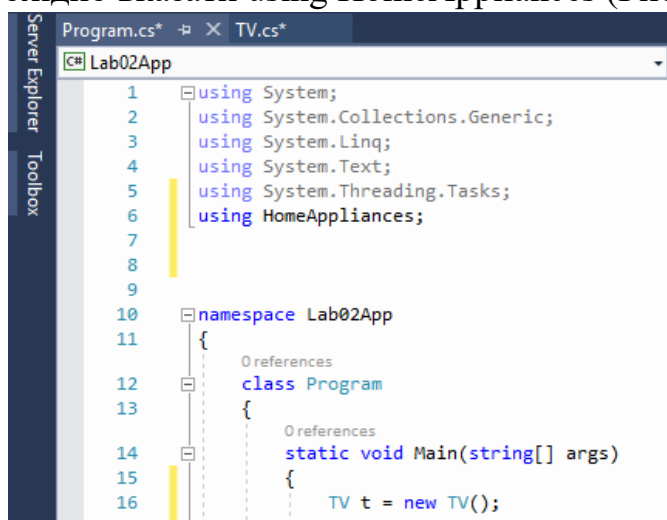 вказати using HomeAppliances
Program.cs* TV.cs*
Server Explorer
Toolbox
C# Lab02App
1 using System;
2 using System.Collections.Generic;
3 using System.Linq;
4 using System.Text;
5 using System.Threading.Tasks;
6 using HomeAppliances;
7
8
9
10 namespace Lab02App
11 {
0 references
12 class Program
13 {
0 references
14 static void Main(string[] args)
15 {
16 TV t = new TV();